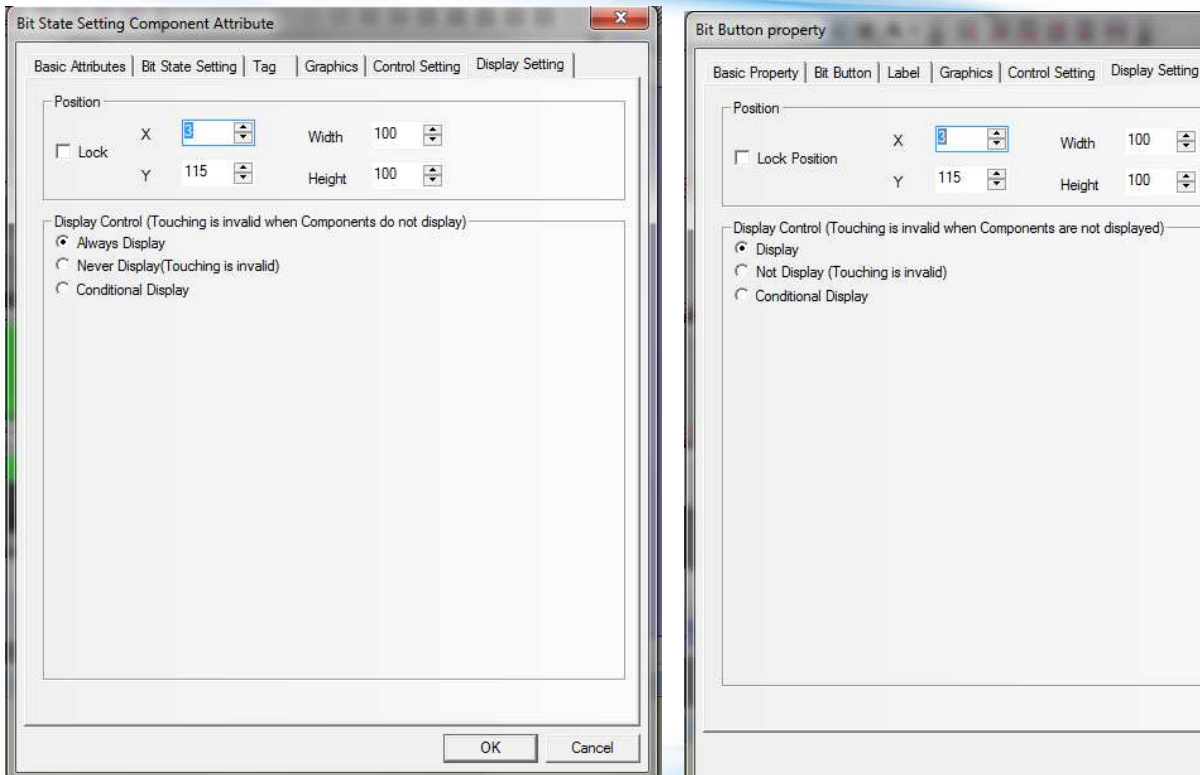 Bit State Setting Component Attribute
Basic Attributes Bit State Setting Tag Graphics Control Setting Display Setting
Position
X 3 Width 100
Lock
Y 115 Height 100
Display Control (Touching is invalid when Components do not display)
Always Display
Never Display(Touching is invalid)
Conditional Display
OK Cancel
Bit Button property
Basic Property Bit Button Label Graphics Control Setting Display Setting
Position
X 3 Width 100
Lock Position
Y 115 Height 100
Display Control (Touching is invalid when Components are not displayed)
Display
Not Display (Touching is invalid)
Conditional Display